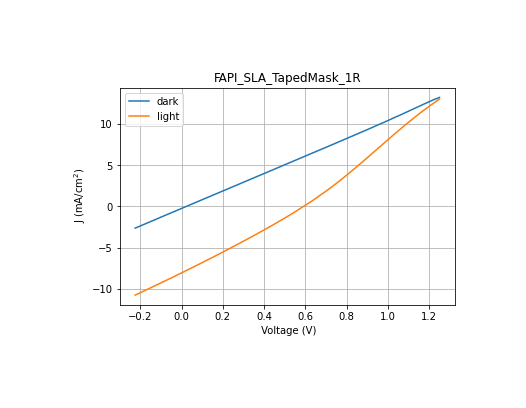 FAPI_SLA_TapedMask_1R
dark
light
J (mA/cm²)
10
5
0
−5
−10
−0.2 0.0 0.2 0.4 0.6 0.8 1.0 1.2
Voltage (V)